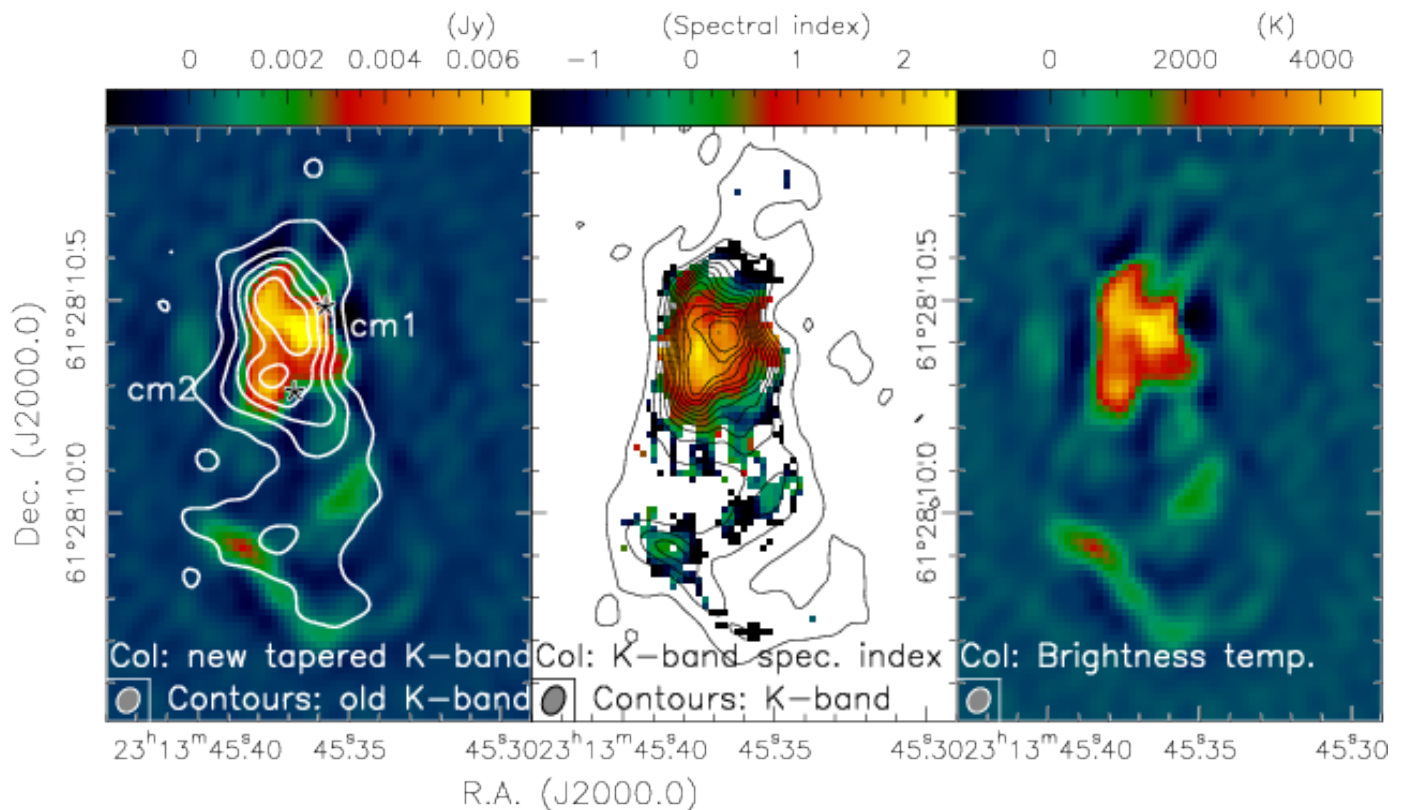 (Jy) (Spectral index) (K)
0 0.002 0.004 0.006 −1 0 1 2 0 2000 4000
Dec. (J2000.0)
61°28'10.''5
61°28'10.''0
61°28'10.''5
61°28'10.''0
cm1
cm2
Col: new tapered K−band
Contours: old K−band
Col: K−band spec. index
Contours: K−band
Col: Brightness temp.
23ʰ13ᵐ45ˢ.40 45ˢ.35 45ˢ.30 23ʰ13ᵐ45ˢ.40 45ˢ.35 45ˢ.30 23ʰ13ᵐ45ˢ.40 45ˢ.35 45ˢ.30
R.A. (J2000.0)